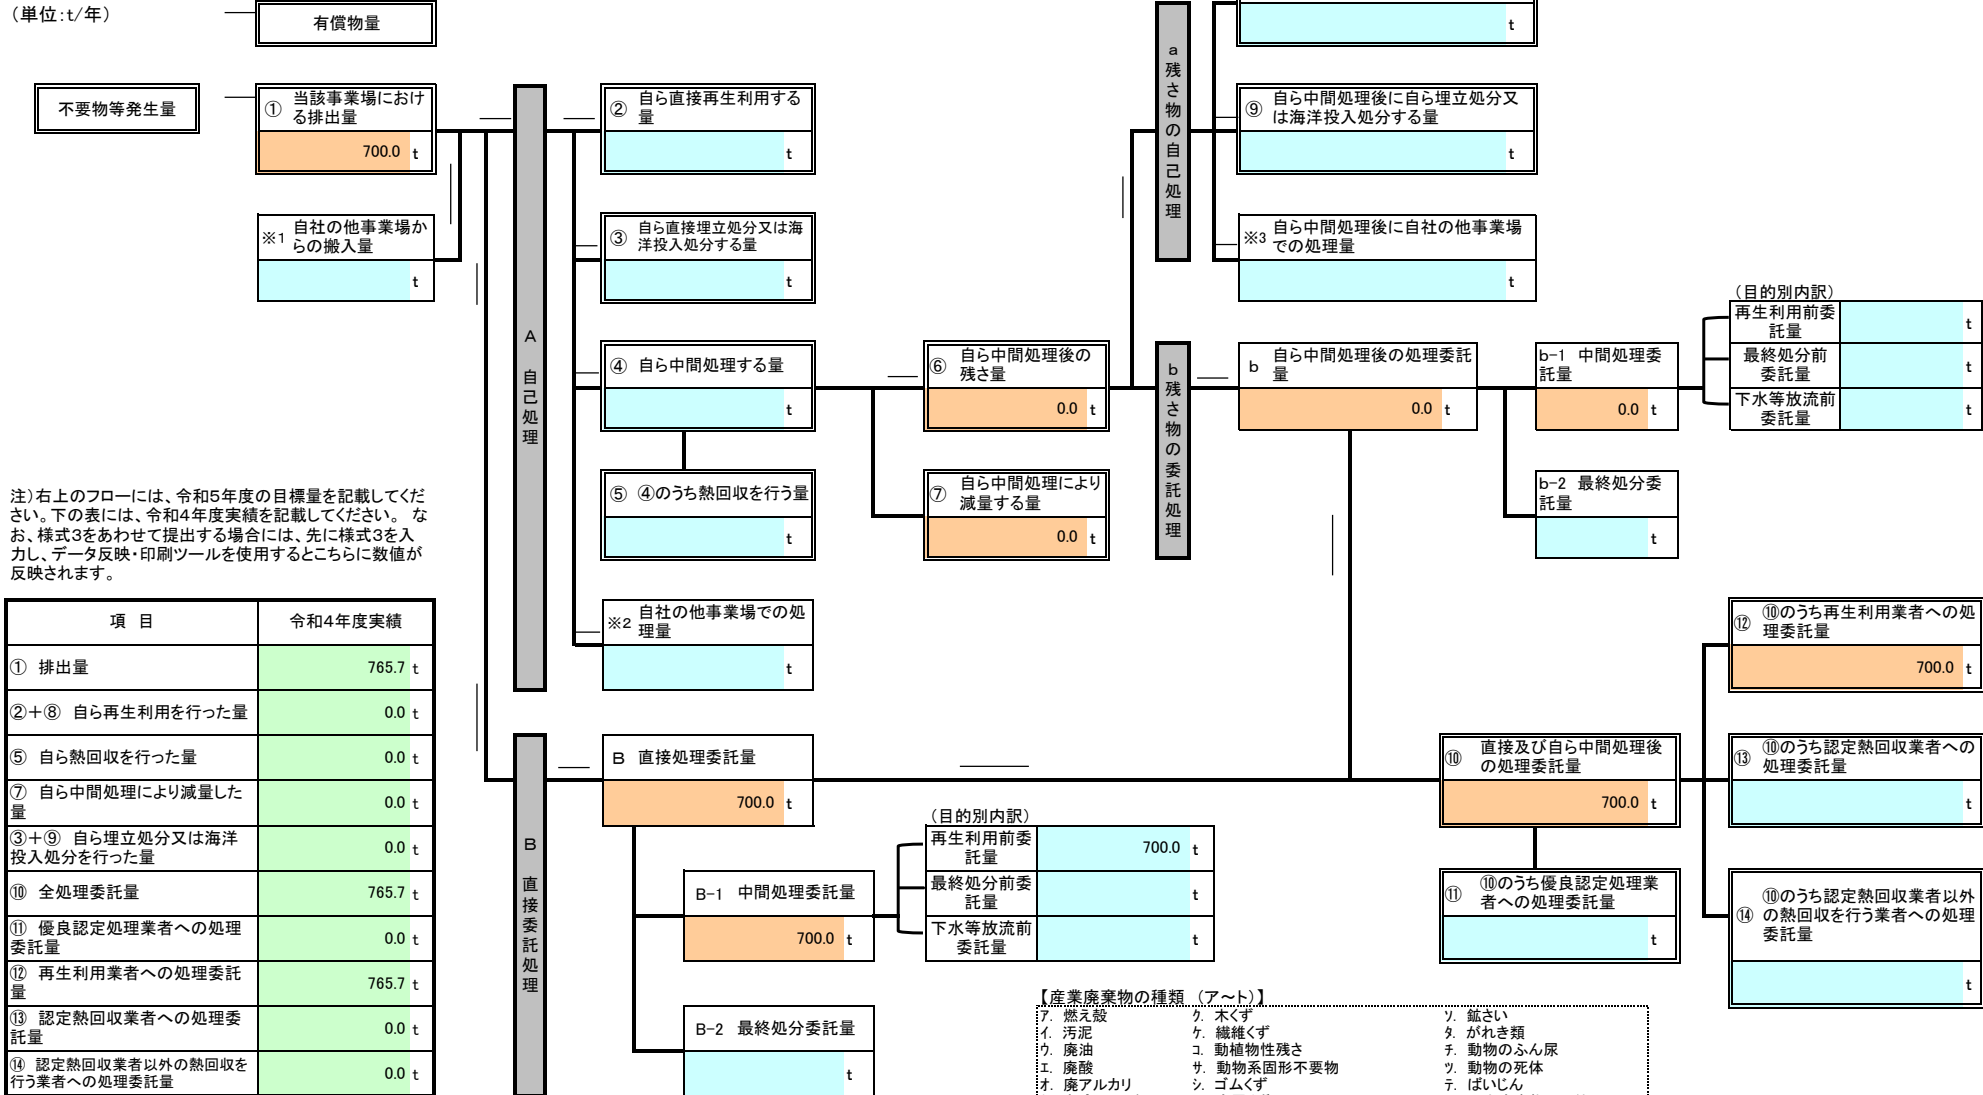 （単位:t/年）
有償物量
t
不要物等発生量
① 当該事業場におけ
る排出量
700.0 t
※1 自社の他事業場か
らの搬入量
t
A 自己処理
② 自ら直接再生利用する
量
t
③ 自ら直接埋立処分又は海
洋投入処分する量
t
④ 自ら中間処理する量
t
⑤ ④のうち熱回収を行う量
t
※2 自社の他事業場での処
理量
t
⑥ 自ら中間処理後の
残さ量
0.0 t
⑦ 自ら中間処理により
減量する量
0.0 t
a 残さ物の自己処理
⑨ 自ら中間処理後に自ら埋立処分又
は海洋投入処分する量
t
※3 自ら中間処理後に自社の他事業場
での処理量
t
b 残さ物の委託処理
b 自ら中間処理後の処理委託
量
0.0 t
b-1 中間処理委
託量
0.0 t
b-2 最終処分委
託量
t
（目的別内訳）
再生利用前委
託量
t
最終処分前
委託量
t
下水等放流前
委託量
t
注）右上のフローには、令和5年度の目標量を記載してくだ
さい。下の表には、令和4年度実績を記載してください。 な
お、様式3をあわせて提出する場合には、先に様式3を入
力し、データ反映・印刷ツールを使用するとこちらに数値が
反映されます。
項 目 令和4年度実績
① 排出量 765.7 t
②＋⑧ 自ら再生利用を行った量 0.0 t
⑤ 自ら熱回収を行った量 0.0 t
⑦ 自ら中間処理により減量した
量 0.0 t
③＋⑨ 自ら埋立処分又は海洋
投入処分を行った量 0.0 t
⑩ 全処理委託量 765.7 t
⑪ 優良認定処理業者への処理
委託量 0.0 t
⑫ 再生利用業者への処理委託
量 765.7 t
⑬ 認定熱回収業者への処理委
託量 0.0 t
⑭ 認定熱回収業者以外の熱回収を
行う業者への処理委託量 0.0 t
B 直接委託処理
B 直接処理委託量
700.0 t
B-1 中間処理委託量
700.0 t
B-2 最終処分委託量
t
（目的別内訳）
再生利用前委
託量
700.0 t
最終処分前委
託量
t
下水等放流前
委託量
t
⑩ 直接及び自ら中間処理後
の処理委託量
700.0 t
⑪ ⑩のうち優良認定処理業
者への処理委託量
t
⑫ ⑩のうち再生利用業者への処
理委託量
700.0 t
⑬ ⑩のうち認定熱回収業者への
処理委託量
t
⑭ ⑩のうち認定熱回収業者以外
の熱回収を行う業者への処理
委託量
t
【産業廃棄物の種類 （ア～ト）】
ア. 燃え殻 ク. 木くず ソ. 鉱さい
イ. 汚泥 ケ. 繊維くず タ. がれき類
ウ. 廃油 コ. 動植物性残さ チ. 動物のふん尿
エ. 廃酸 サ. 動物系固形不要物 ツ. 動物の死体
オ. 廃アルカリ シ. ゴムくず テ. ばいじん